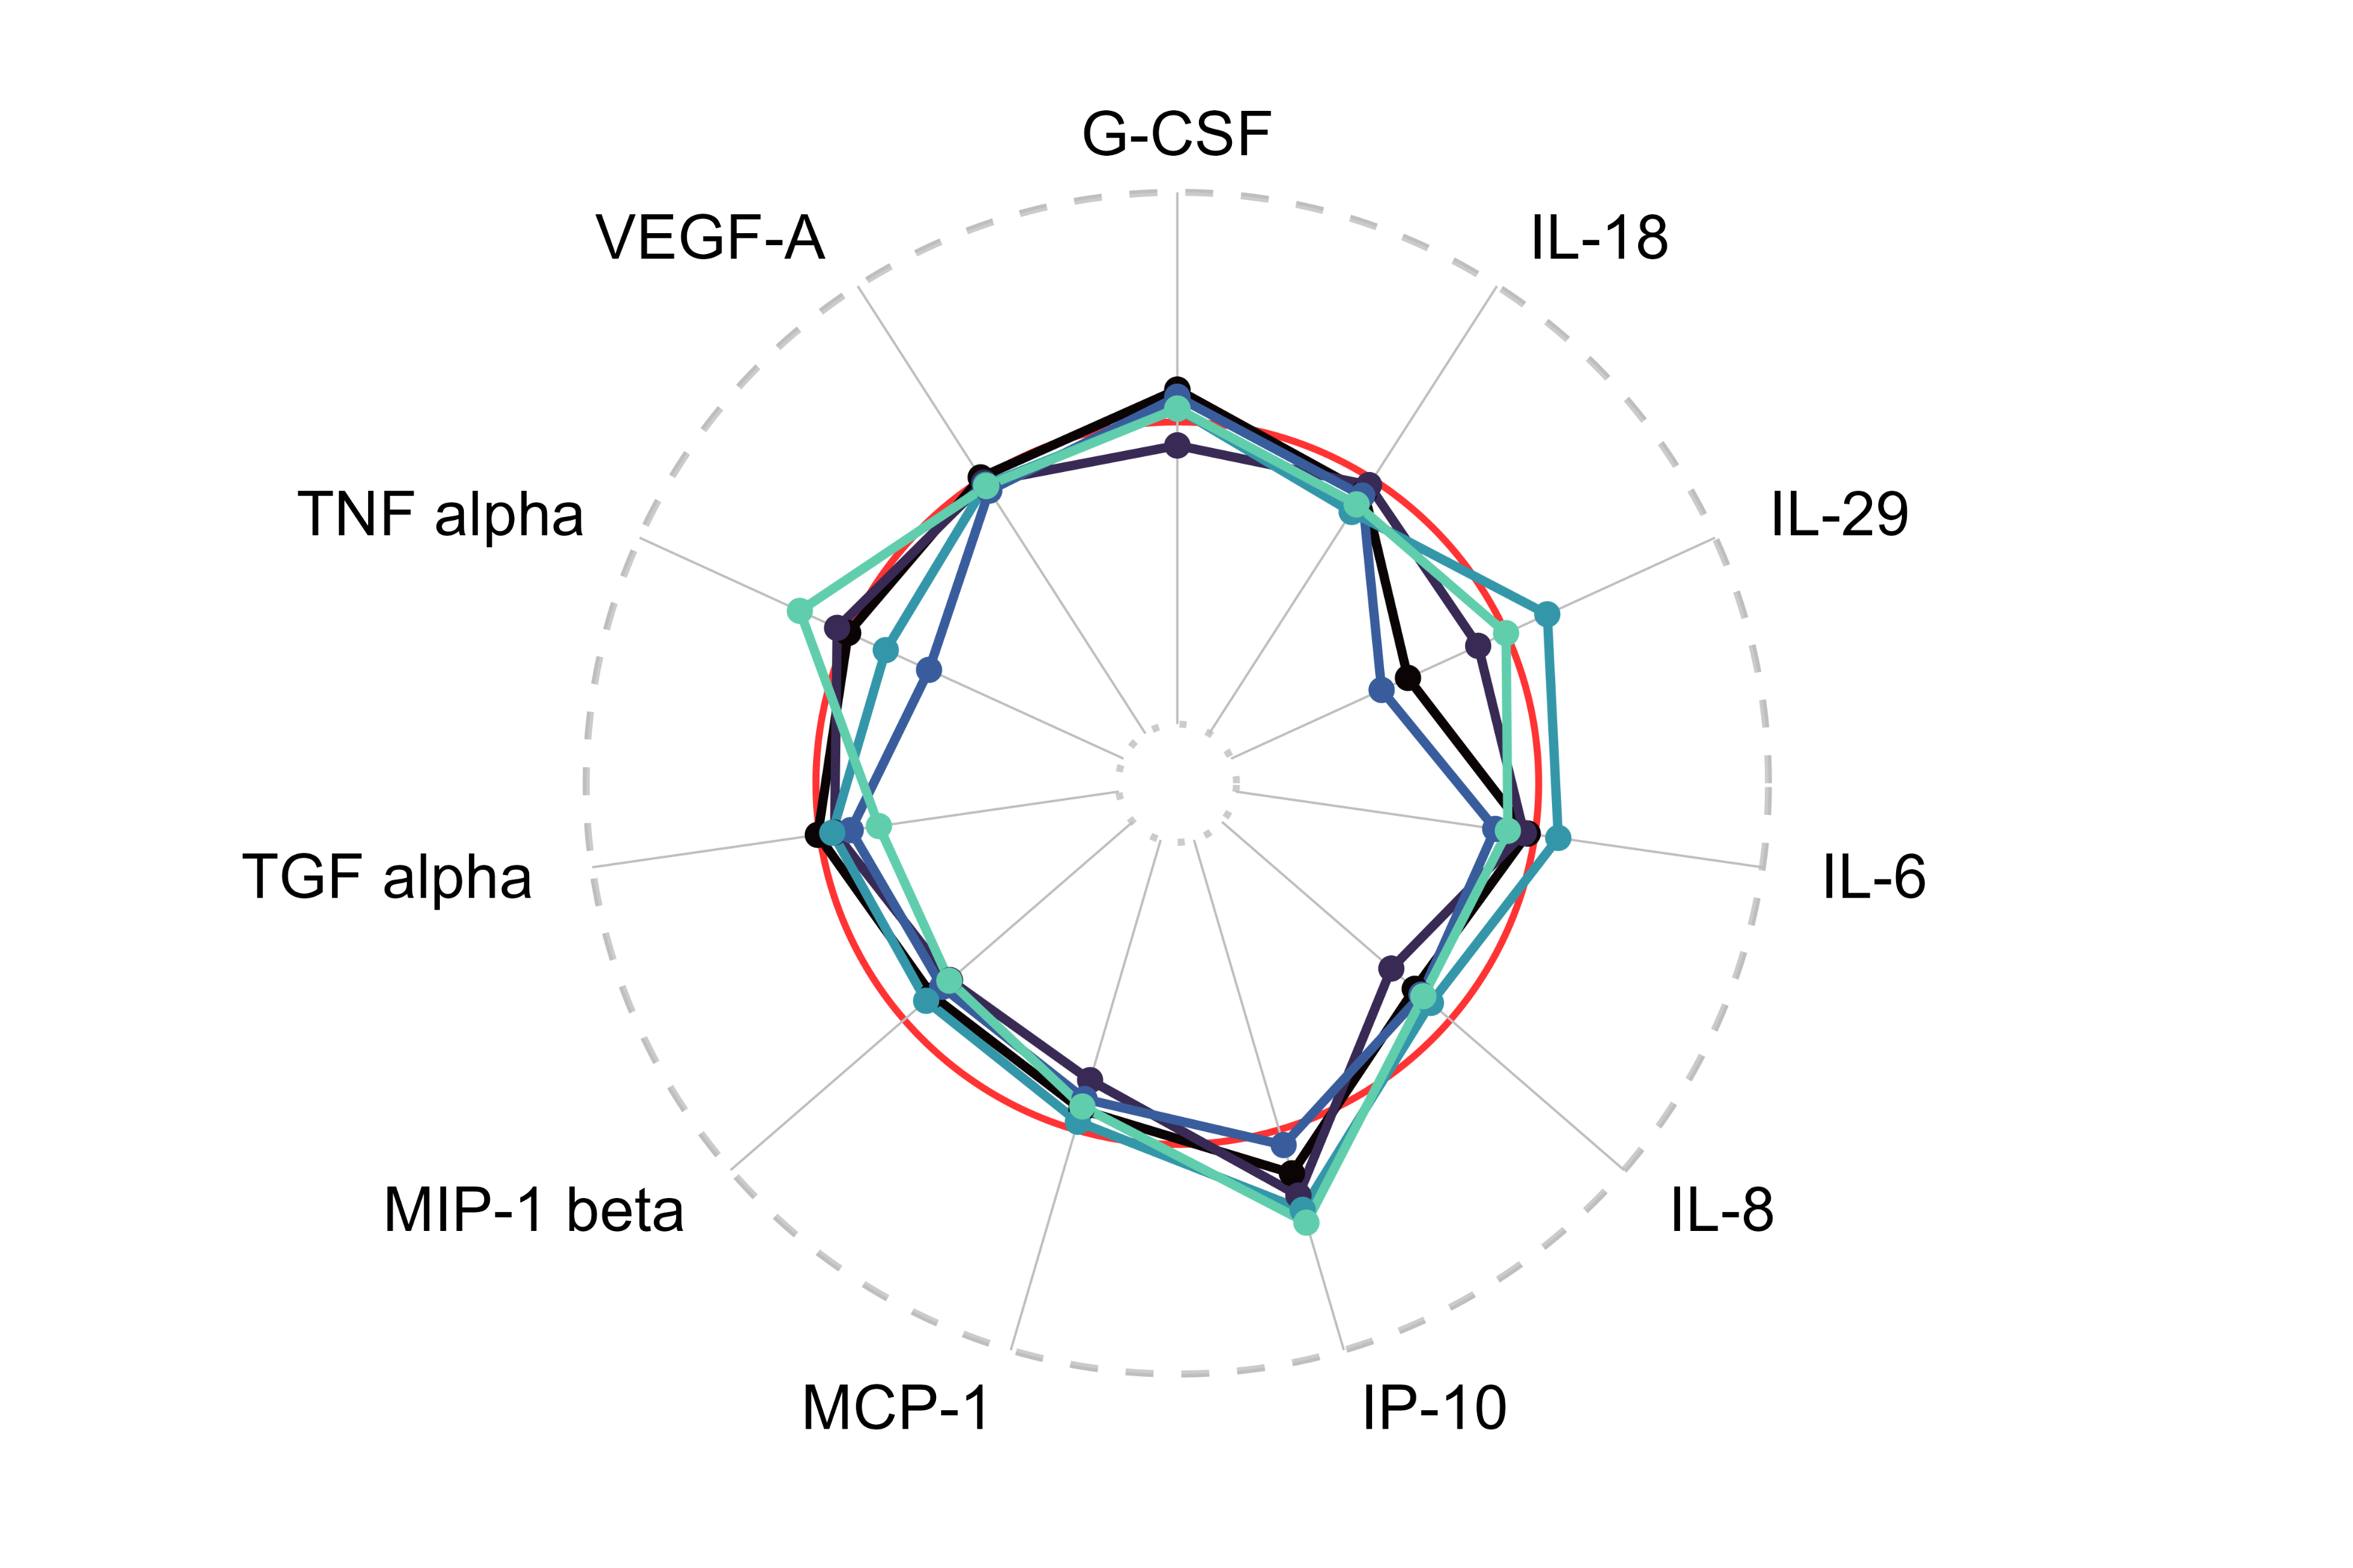 G-CSF
VEGF-A
IL-18
TNF alpha
IL-29
TGF alpha
IL-6
MIP-1 beta
IL-8
MCP-1
IP-10